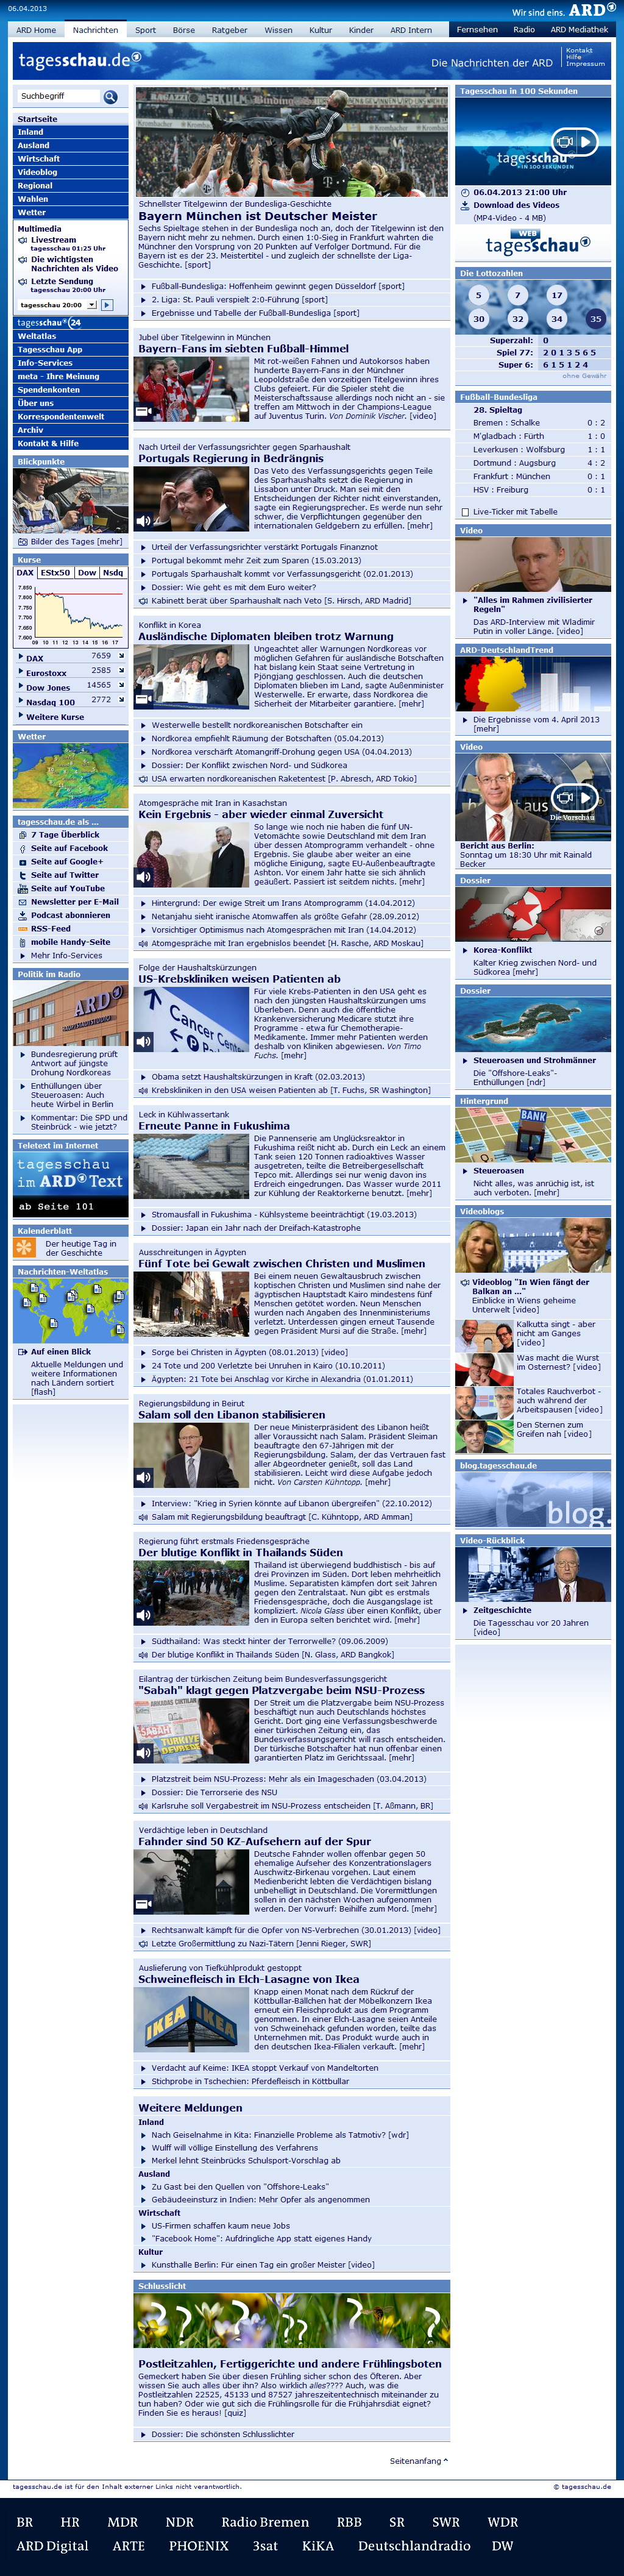 06.04.2013
Wir sind eins. ARD
ARD Home Nachrichten Sport Börse Ratgeber Wissen Kultur Kinder ARD Intern Fernsehen Radio ARD Mediathek
tagesschau.de
Die Nachrichten der ARD
Kontakt
Hilfe
Impressum
Suchbegriff
Startseite
Inland
Ausland
Wirtschaft
Videoblog
Regional
Wahlen
Wetter
Multimedia
Livestream
tagesschau 01:25 Uhr
Die wichtigsten
Nachrichten als Video
Letzte Sendung
tagesschau 20:00 Uhr
tagesschau 20:00
tagesschau24
Weltatlas
Tagesschau App
Info-Services
meta - Ihre Meinung
Spendenkonten
Über uns
Korrespondentenwelt
Archiv
Kontakt & Hilfe
Blickpunkte
Bilder des Tages [mehr]
Kurse
DAX EStx50 Dow Nsdq
7.850
7.800
7.750
7.700
7.650
7.600
09 10 11 12 13 14 15 16 17
DAX 7659
Eurostoxx 2585
Dow Jones 14565
Nasdaq 100 2772
Weitere Kurse
Wetter
tagesschau.de als ...
7 Tage Überblick
Seite auf Facebook
Seite auf Google+
Seite auf Twitter
Seite auf YouTube
Newsletter per E-Mail
Podcast abonnieren
RSS-Feed
mobile Handy-Seite
Mehr Info-Services
Politik im Radio
ARD
Bundesregierung prüft
Antwort auf jüngste
Drohung Nordkoreas
Enthüllungen über
Steueroasen: Auch
heute Wirbel in Berlin
Kommentar: Die SPD und
Steinbrück - wie jetzt?
Teletext im Internet
tagesschau
im ARD Text
ab Seite 101
Kalenderblatt
Der heutige Tag in
der Geschichte
Nachrichten-Weltatlas
Auf einen Blick
Aktuelle Meldungen und
weitere Informationen
nach Ländern sortiert
[flash]
Schnellster Titelgewinn der Bundesliga-Geschichte
Bayern München ist Deutscher Meister
Sechs Spieltage stehen in der Bundesliga noch an, doch der Titelgewinn ist den
Bayern nicht mehr zu nehmen. Durch einen 1:0-Sieg in Frankfurt wahrten die
Münchner den Vorsprung von 20 Punkten auf Verfolger Dortmund. Für die
Bayern ist es der 23. Meistertitel - und zugleich der schnellste der Liga-
Geschichte. [sport]
Fußball-Bundesliga: Hoffenheim gewinnt gegen Düsseldorf [sport]
2. Liga: St. Pauli verspielt 2:0-Führung [sport]
Ergebnisse und Tabelle der Fußball-Bundesliga [sport]
Jubel über Titelgewinn in München
Bayern-Fans im siebten Fußball-Himmel
Mit rot-weißen Fahnen und Autokorsos haben
hunderte Bayern-Fans in der Münchner
Leopoldstraße den vorzeitigen Titelgewinn ihres
Clubs gefeiert. Für die Spieler steht die
Meisterschaftssause allerdings noch nicht an - sie
treffen am Mittwoch in der Champions-League
auf Juventus Turin. Von Dominik Vischer. [video]
Nach Urteil der Verfassungsrichter gegen Sparhaushalt
Portugals Regierung in Bedrängnis
Das Veto des Verfassungsgerichts gegen Teile
des Sparhaushalts setzt die Regierung in
Lissabon unter Druck. Man sei mit den
Entscheidungen der Richter nicht einverstanden,
sagte ein Regierungssprecher. Es werde nun sehr
schwer, die Verpflichtungen gegenüber den
internationalen Geldgebern zu erfüllen. [mehr]
Urteil der Verfassungsrichter verstärkt Portugals Finanznot
Portugal bekommt mehr Zeit zum Sparen (15.03.2013)
Portugals Sparhaushalt kommt vor Verfassungsgericht (02.01.2013)
Dossier: Wie geht es mit dem Euro weiter?
Kabinett berät über Sparhaushalt nach Veto [S. Hirsch, ARD Madrid]
Konflikt in Korea
Ausländische Diplomaten bleiben trotz Warnung
Ungeachtet aller Warnungen Nordkoreas vor
möglichen Gefahren für ausländische Botschaften
hat bislang kein Staat seine Vertretung in
Pjöngjang geschlossen. Auch die deutschen
Diplomaten blieben im Land, sagte Außenminister
Westerwelle. Er erwarte, dass Nordkorea die
Sicherheit der Mitarbeiter garantiere. [mehr]
Westerwelle bestellt nordkoreanischen Botschafter ein
Nordkorea empfiehlt Räumung der Botschaften (05.04.2013)
Nordkorea verschärft Atomangriff-Drohung gegen USA (04.04.2013)
Dossier: Der Konflikt zwischen Nord- und Südkorea
USA erwarten nordkoreanischen Raketentest [P. Abresch, ARD Tokio]
Atomgespräche mit Iran in Kasachstan
Kein Ergebnis - aber wieder einmal Zuversicht
So lange wie noch nie haben die fünf UN-
Vetomächte sowie Deutschland mit dem Iran
über dessen Atomprogramm verhandelt - ohne
Ergebnis. Sie glaube aber weiter an eine
mögliche Einigung, sagte EU-Außenbeauftragte
Ashton. Vor einem Jahr hatte sie sich ähnlich
geäußert. Passiert ist seitdem nichts. [mehr]
Hintergrund: Der ewige Streit um Irans Atomprogramm (14.04.2012)
Netanjahu sieht iranische Atomwaffen als größte Gefahr (28.09.2012)
Vorsichtiger Optimismus nach Atomgesprächen mit Iran (14.04.2012)
Atomgespräche mit Iran ergebnislos beendet [H. Rasche, ARD Moskau]
Folge der Haushaltskürzungen
US-Krebskliniken weisen Patienten ab
Cancer Center
Für viele Krebs-Patienten in den USA geht es
nach den jüngsten Haushaltskürzungen ums
Überleben. Denn auch die öffentliche
Krankenversicherung Medicare stutzt ihre
Programme - etwa für Chemotherapie-
Medikamente. Immer mehr Patienten werden
deshalb von Kliniken abgewiesen. Von Timo
Fuchs. [mehr]
Obama setzt Haushaltskürzungen in Kraft (02.03.2013)
Krebskliniken in den USA weisen Patienten ab [T. Fuchs, SR Washington]
Leck in Kühlwassertank
Erneute Panne in Fukushima
Die Pannenserie am Unglücksreaktor in
Fukushima reißt nicht ab. Durch ein Leck an einem
Tank seien 120 Tonnen radioaktives Wasser
ausgetreten, teilte die Betreibergesellschaft
Tepco mit. Allerdings sei nur wenig davon ins
Erdreich eingedrungen. Das Wasser wurde 2011
zur Kühlung der Reaktorkerne benutzt. [mehr]
Stromausfall in Fukushima - Kühlsysteme beeinträchtigt (19.03.2013)
Dossier: Japan ein Jahr nach der Dreifach-Katastrophe
Ausschreitungen in Ägypten
Fünf Tote bei Gewalt zwischen Christen und Muslimen
Bei einem neuen Gewaltausbruch zwischen
koptischen Christen und Muslimen sind nahe der
ägyptischen Hauptstadt Kairo mindestens fünf
Menschen getötet worden. Neun Menschen
wurden nach Angaben des Innenministeriums
verletzt. Unterdessen gingen erneut Tausende
gegen Präsident Mursi auf die Straße. [mehr]
Sorge bei Christen in Ägypten (08.01.2013) [video]
24 Tote und 200 Verletzte bei Unruhen in Kairo (10.10.2011)
Ägypten: 21 Tote bei Anschlag vor Kirche in Alexandria (01.01.2011)
Regierungsbildung in Beirut
Salam soll den Libanon stabilisieren
Der neue Ministerpräsident des Libanon heißt
aller Voraussicht nach Salam. Präsident Sleiman
beauftragte den 67-Jährigen mit der
Regierungsbildung. Salam, der das Vertrauen fast
aller Abgeordneter genießt, soll das Land
stabilisieren. Leicht wird diese Aufgabe jedoch
nicht. Von Carsten Kühntopp. [mehr]
Interview: "Krieg in Syrien könnte auf Libanon übergreifen" (22.10.2012)
Salam mit Regierungsbildung beauftragt [C. Kühntopp, ARD Amman]
Regierung führt erstmals Friedensgespräche
Der blutige Konflikt in Thailands Süden
Thailand ist überwiegend buddhistisch - bis auf
drei Provinzen im Süden. Dort leben mehrheitlich
Muslime. Separatisten kämpfen dort seit Jahren
gegen den Zentralstaat. Nun gibt es erstmals
Friedensgespräche, doch die Ausgangslage ist
kompliziert. Nicola Glass über einen Konflikt, über
den in Europa selten berichtet wird. [mehr]
Südthailand: Was steckt hinter der Terrorwelle? (09.06.2009)
Der blutige Konflikt in Thailands Süden [N. Glass, ARD Bangkok]
Eilantrag der türkischen Zeitung beim Bundesverfassungsgericht
"Sabah" klagt gegen Platzvergabe beim NSU-Prozess
Der Streit um die Platzvergabe beim NSU-Prozess
beschäftigt nun auch Deutschlands höchstes
Gericht. Dort ging eine Verfassungsbeschwerde
einer türkischen Zeitung ein, das
Bundesverfassungsgericht will rasch entscheiden.
Der türkische Botschafter hat nun offenbar einen
garantierten Platz im Gerichtssaal. [mehr]
Platzstreit beim NSU-Prozess: Mehr als ein Imageschaden (03.04.2013)
Dossier: Die Terrorserie des NSU
Karlsruhe soll Vergabestreit im NSU-Prozess entscheiden [T. Aßmann, BR]
Verdächtige leben in Deutschland
Fahnder sind 50 KZ-Aufsehern auf der Spur
Deutsche Fahnder wollen offenbar gegen 50
ehemalige Aufseher des Konzentrationslagers
Auschwitz-Birkenau vorgehen. Laut einem
Medienbericht lebten die Verdächtigen bislang
unbehelligt in Deutschland. Die Vorermittlungen
sollen in den nächsten Wochen aufgenommen
werden. Der Vorwurf: Beihilfe zum Mord. [mehr]
Rechtsanwalt kämpft für die Opfer von NS-Verbrechen (30.01.2013) [video]
Letzte Großermittlung zu Nazi-Tätern [Jenni Rieger, SWR]
Auslieferung von Tiefkühlprodukt gestoppt
Schweinefleisch in Elch-Lasagne von Ikea
IKEA IKEA
Knapp einen Monat nach dem Rückruf der
Köttbullar-Bällchen hat der Möbelkonzern Ikea
erneut ein Fleischprodukt aus dem Programm
genommen. In einer Elch-Lasagne seien Anteile
von Schweinehack gefunden worden, teilte das
Unternehmen mit. Das Produkt wurde auch in
den deutschen Ikea-Filialen verkauft. [mehr]
Verdacht auf Keime: IKEA stoppt Verkauf von Mandeltorten
Stichprobe in Tschechien: Pferdefleisch in Köttbullar
Weitere Meldungen
Inland
Nach Geiselnahme in Kita: Finanzielle Probleme als Tatmotiv? [wdr]
Wulff will völlige Einstellung des Verfahrens
Merkel lehnt Steinbrücks Schulsport-Vorschlag ab
Ausland
Zu Gast bei den Quellen von "Offshore-Leaks"
Gebäudeeinsturz in Indien: Mehr Opfer als angenommen
Wirtschaft
US-Firmen schaffen kaum neue Jobs
"Facebook Home": Aufdringliche App statt eigenes Handy
Kultur
Kunsthalle Berlin: Für einen Tag ein großer Meister [video]
Schlusslicht
Postleitzahlen, Fertiggerichte und andere Frühlingsboten
Gemeckert haben Sie über diesen Frühling sicher schon des Öfteren. Aber
wissen Sie auch alles über ihn? Also wirklich alles???? Auch, was die
Postleitzahlen 22525, 45133 und 87527 jahreszeitentechnisch miteinander zu
tun haben? Oder wie gut sich die Frühlingsrolle für die Frühjahrsdiät eignet?
Finden Sie es heraus! [quiz]
Dossier: Die schönsten Schlusslichter
Seitenanfang ^
Tagesschau in 100 Sekunden
tagesschau
IN 100 SEKUNDEN
06.04.2013 21:00 Uhr
Download des Videos
(MP4-Video - 4 MB)
WEB
tagesschau
Die Lottozahlen
5 7 17
30 32 34 35
Superzahl: 0
Spiel 77: 2 0 1 3 5 6 5
Super 6: 6 1 5 1 2 4
ohne Gewähr
Fußball-Bundesliga
28. Spieltag
Bremen : Schalke 0 : 2
M'gladbach : Fürth 1 : 0
Leverkusen : Wolfsburg 1 : 1
Dortmund : Augsburg 4 : 2
Frankfurt : München 0 : 1
HSV : Freiburg 0 : 1
Live-Ticker mit Tabelle
Video
"Alles im Rahmen zivilisierter
Regeln"
Das ARD-Interview mit Wladimir
Putin in voller Länge. [video]
ARD-DeutschlandTrend
Die Ergebnisse vom 4. April 2013
[mehr]
Video
Die Vorschau
Bericht aus Berlin:
Sonntag um 18:30 Uhr mit Rainald
Becker
Dossier
Korea-Konflikt
Kalter Krieg zwischen Nord- und
Südkorea [mehr]
Dossier
Steueroasen und Strohmänner
Die "Offshore-Leaks"-
Enthüllungen [ndr]
Hintergrund
BANK
Steueroasen
Nicht alles, was anrüchig ist, ist
auch verboten. [mehr]
Videoblogs
Videoblog "In Wien fängt der
Balkan an ..."
Einblicke in Wiens geheime
Unterwelt [video]
Kalkutta singt - aber
nicht am Ganges
[video]
Was macht die Wurst
im Osternest? [video]
Totales Rauchverbot -
auch während der
Arbeitspausen [video]
Den Sternen zum
Greifen nah [video]
blog.tagesschau.de
blog.
Video-Rückblick
Zeitgeschichte
Die Tagesschau vor 20 Jahren
[video]
tagesschau.de ist für den Inhalt externer Links nicht verantwortlich.
© tagesschau.de
BR HR MDR NDR Radio Bremen RBB SR SWR WDR
ARD Digital ARTE PHOENIX 3sat KiKA Deutschlandradio DW